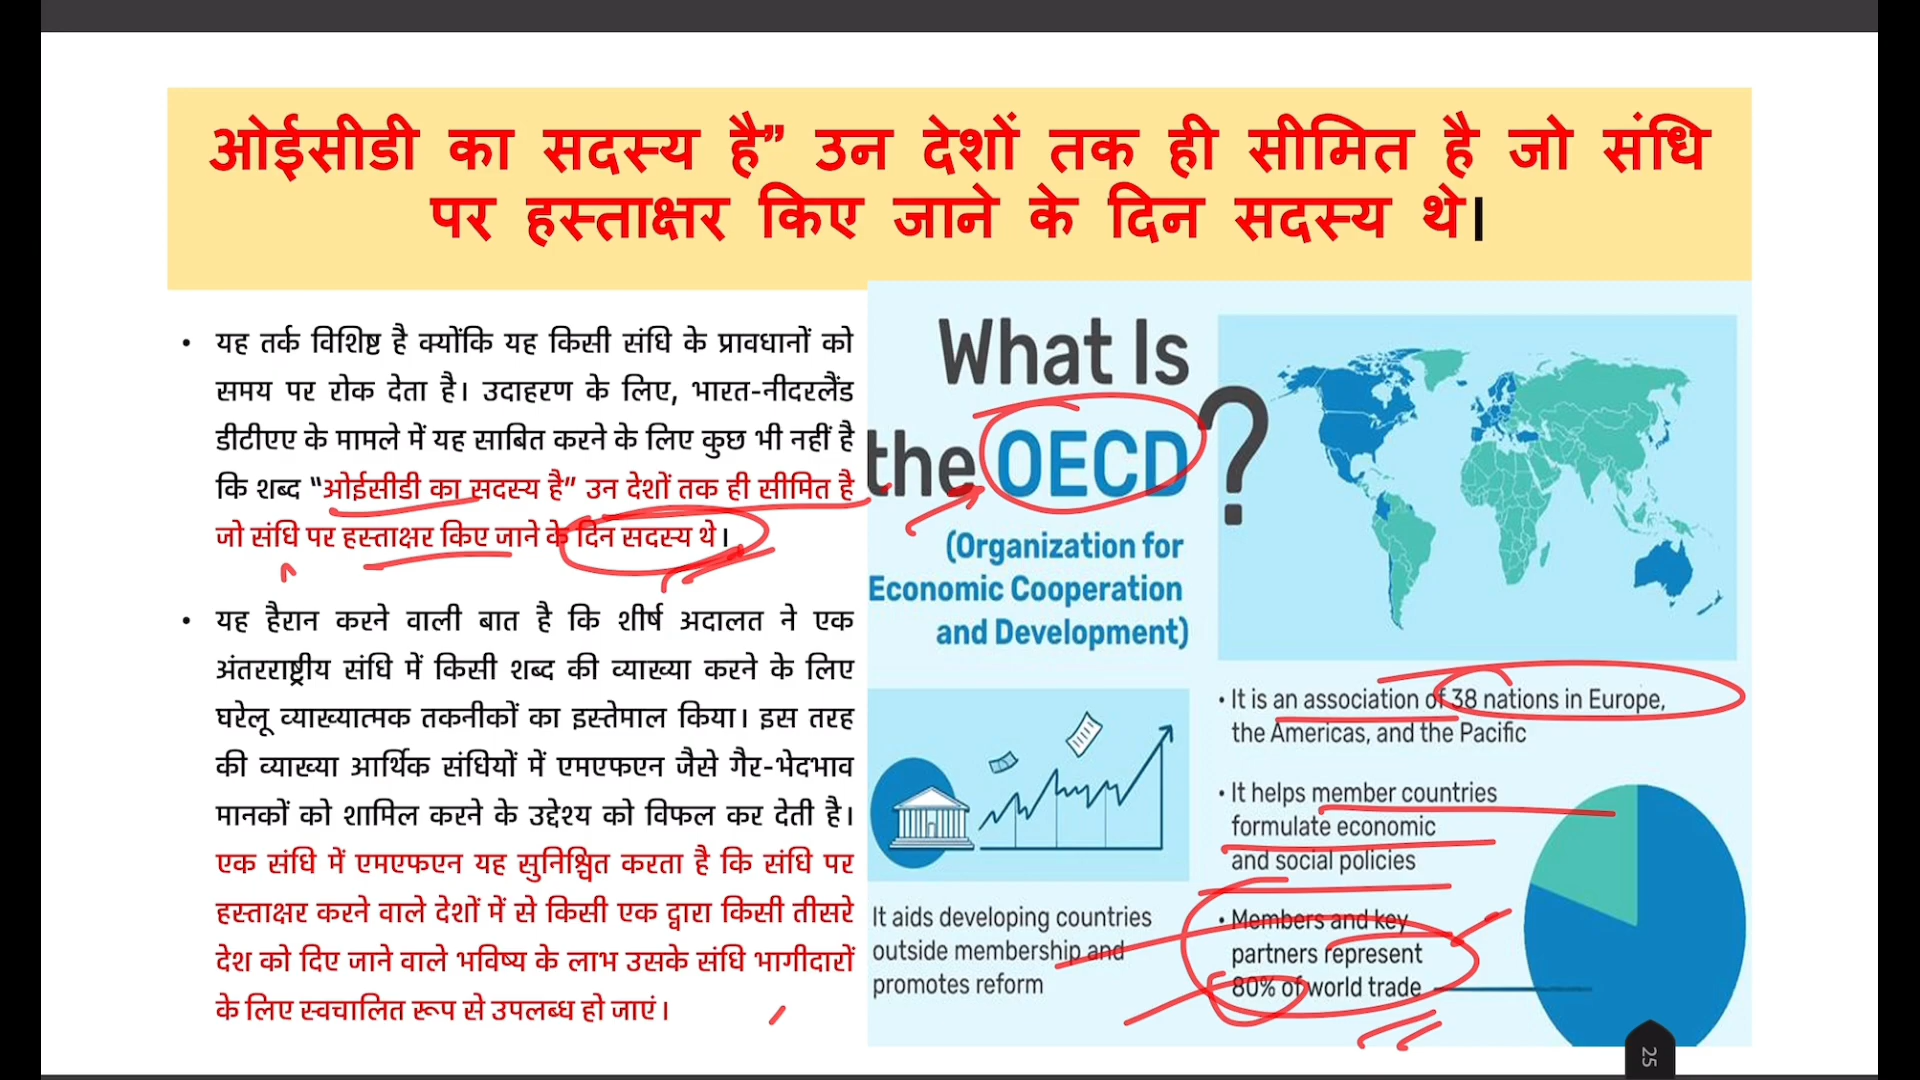 ओईसीडी का सदस्य है” उन देशों तक ही सीमित है जो संधि
पर हस्ताक्षर किए जाने के दिन सदस्य थे।
• यह तर्क विशिष्ट है क्योंकि यह किसी संधि के प्रावधानों को
समय पर रोक देता है। उदाहरण के लिए, भारत-नीदरलैंड
डीटीएए के मामले में यह साबित करने के लिए कुछ भी नहीं है
कि शब्द “ओईसीडी का सदस्य है” उन देशों तक ही सीमित है
जो संधि पर हस्ताक्षर किए जाने के दिन सदस्य थे।
• यह हैरान करने वाली बात है कि शीर्ष अदालत ने एक
अंतरराष्ट्रीय संधि में किसी शब्द की व्याख्या करने के लिए
घरेलू व्याख्यात्मक तकनीकों का इस्तेमाल किया। इस तरह
की व्याख्या आर्थिक संधियों में एमएफएन जैसे गैर-भेदभाव
मानकों को शामिल करने के उद्देश्य को विफल कर देती है।
एक संधि में एमएफएन यह सुनिश्चित करता है कि संधि पर
हस्ताक्षर करने वाले देशों में से किसी एक द्वारा किसी तीसरे
देश को दिए जाने वाले भविष्य के लाभ उसके संधि भागीदारों
के लिए स्वचालित रूप से उपलब्ध हो जाएं।
What Is
the OECD?
(Organization for
Economic Cooperation
and Development)
It aids developing countries
outside membership and
promotes reform
• It is an association of 38 nations in Europe,
the Americas, and the Pacific
• It helps member countries
formulate economic
and social policies
• Members and key
partners represent
80% of world trade
25